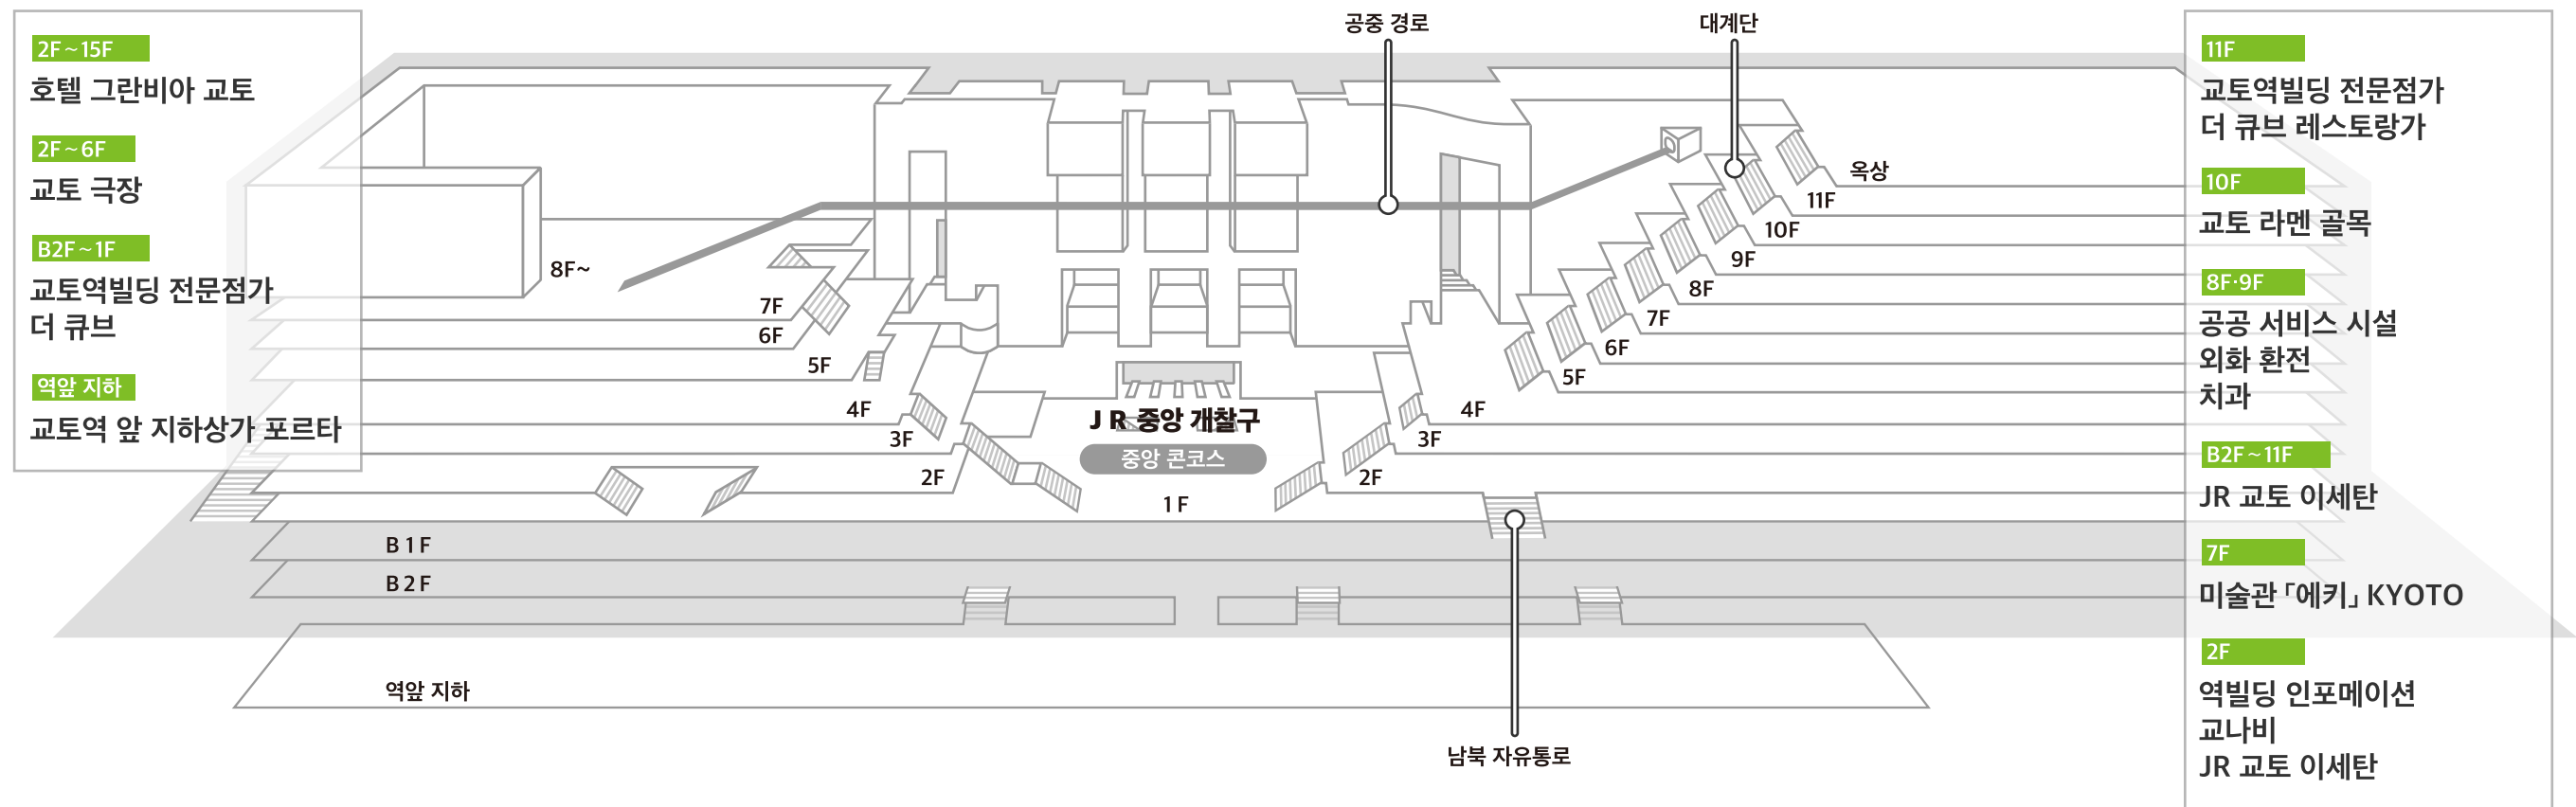 2F~15F
호텔 그란비아 교토
2F~6F
교토 극장
B2F~1F
교토역빌딩 전문점가
더 큐브
역앞 지하
교토역 앞 지하상가 포르타
공중 경로
대계단
옥상
11F
10F
9F
8F
7F
6F
5F
4F
3F
2F
8F~
7F
6F
5F
4F
3F
2F
JR 중앙 개찰구
중앙 콘코스
1F
B1F
B2F
역앞 지하
남북 자유통로
11F
교토역빌딩 전문점가
더 큐브 레스토랑가
10F
교토 라멘 골목
8F·9F
공공 서비스 시설
외화 환전
치과
B2F~11F
JR 교토 이세탄
7F
미술관 「에키」 KYOTO
2F
역빌딩 인포메이션
교나비
JR 교토 이세탄